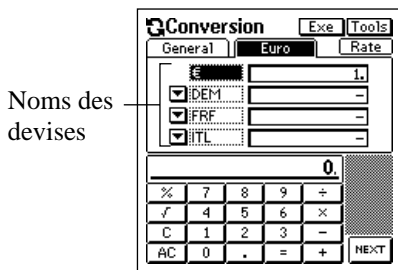 Conversion Exe Tools
General Euro Rate
€ 1.
DEM –
FRF –
ITL –
Noms des
devises
0.
% 7 8 9 ÷
√ 4 5 6 ×
C 1 2 3 –
AC 0 . = + NEXT